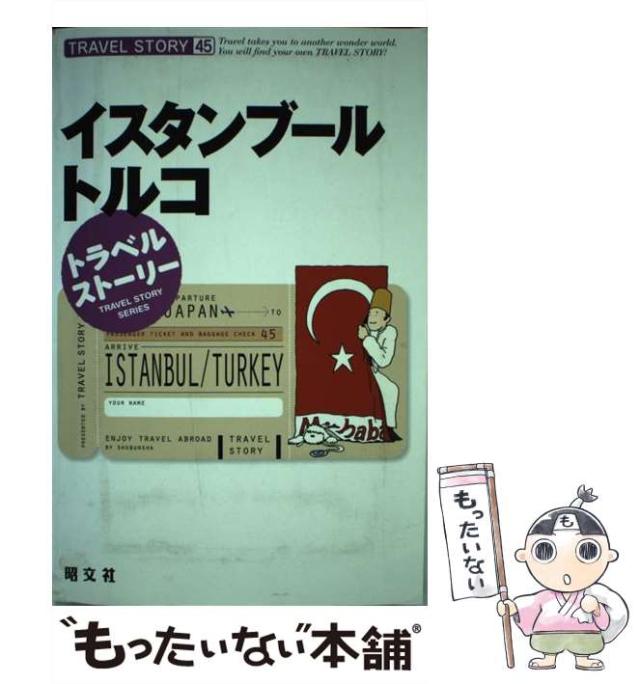 TRAVEL STORY 45
Travel takes you to another wonder world.
You will find your own TRAVEL STORY!
イスタンブール
トルコ
トラベル
ストーリー
TRAVEL STORY
SERIES
PARTURE
JAPAN
TO
PASSENGER TICKET AND BAGGAGE CHECK 45
ARRIVE
ISTANBUL/TURKEY
YOUR NAME
ENJOY TRAVEL ABROAD
BY SHOBUNSHA
TRAVEL
STORY
PRESENTED BY TRAVEL STORY
昭文社
"もったいない"本舗®
もったいない
も